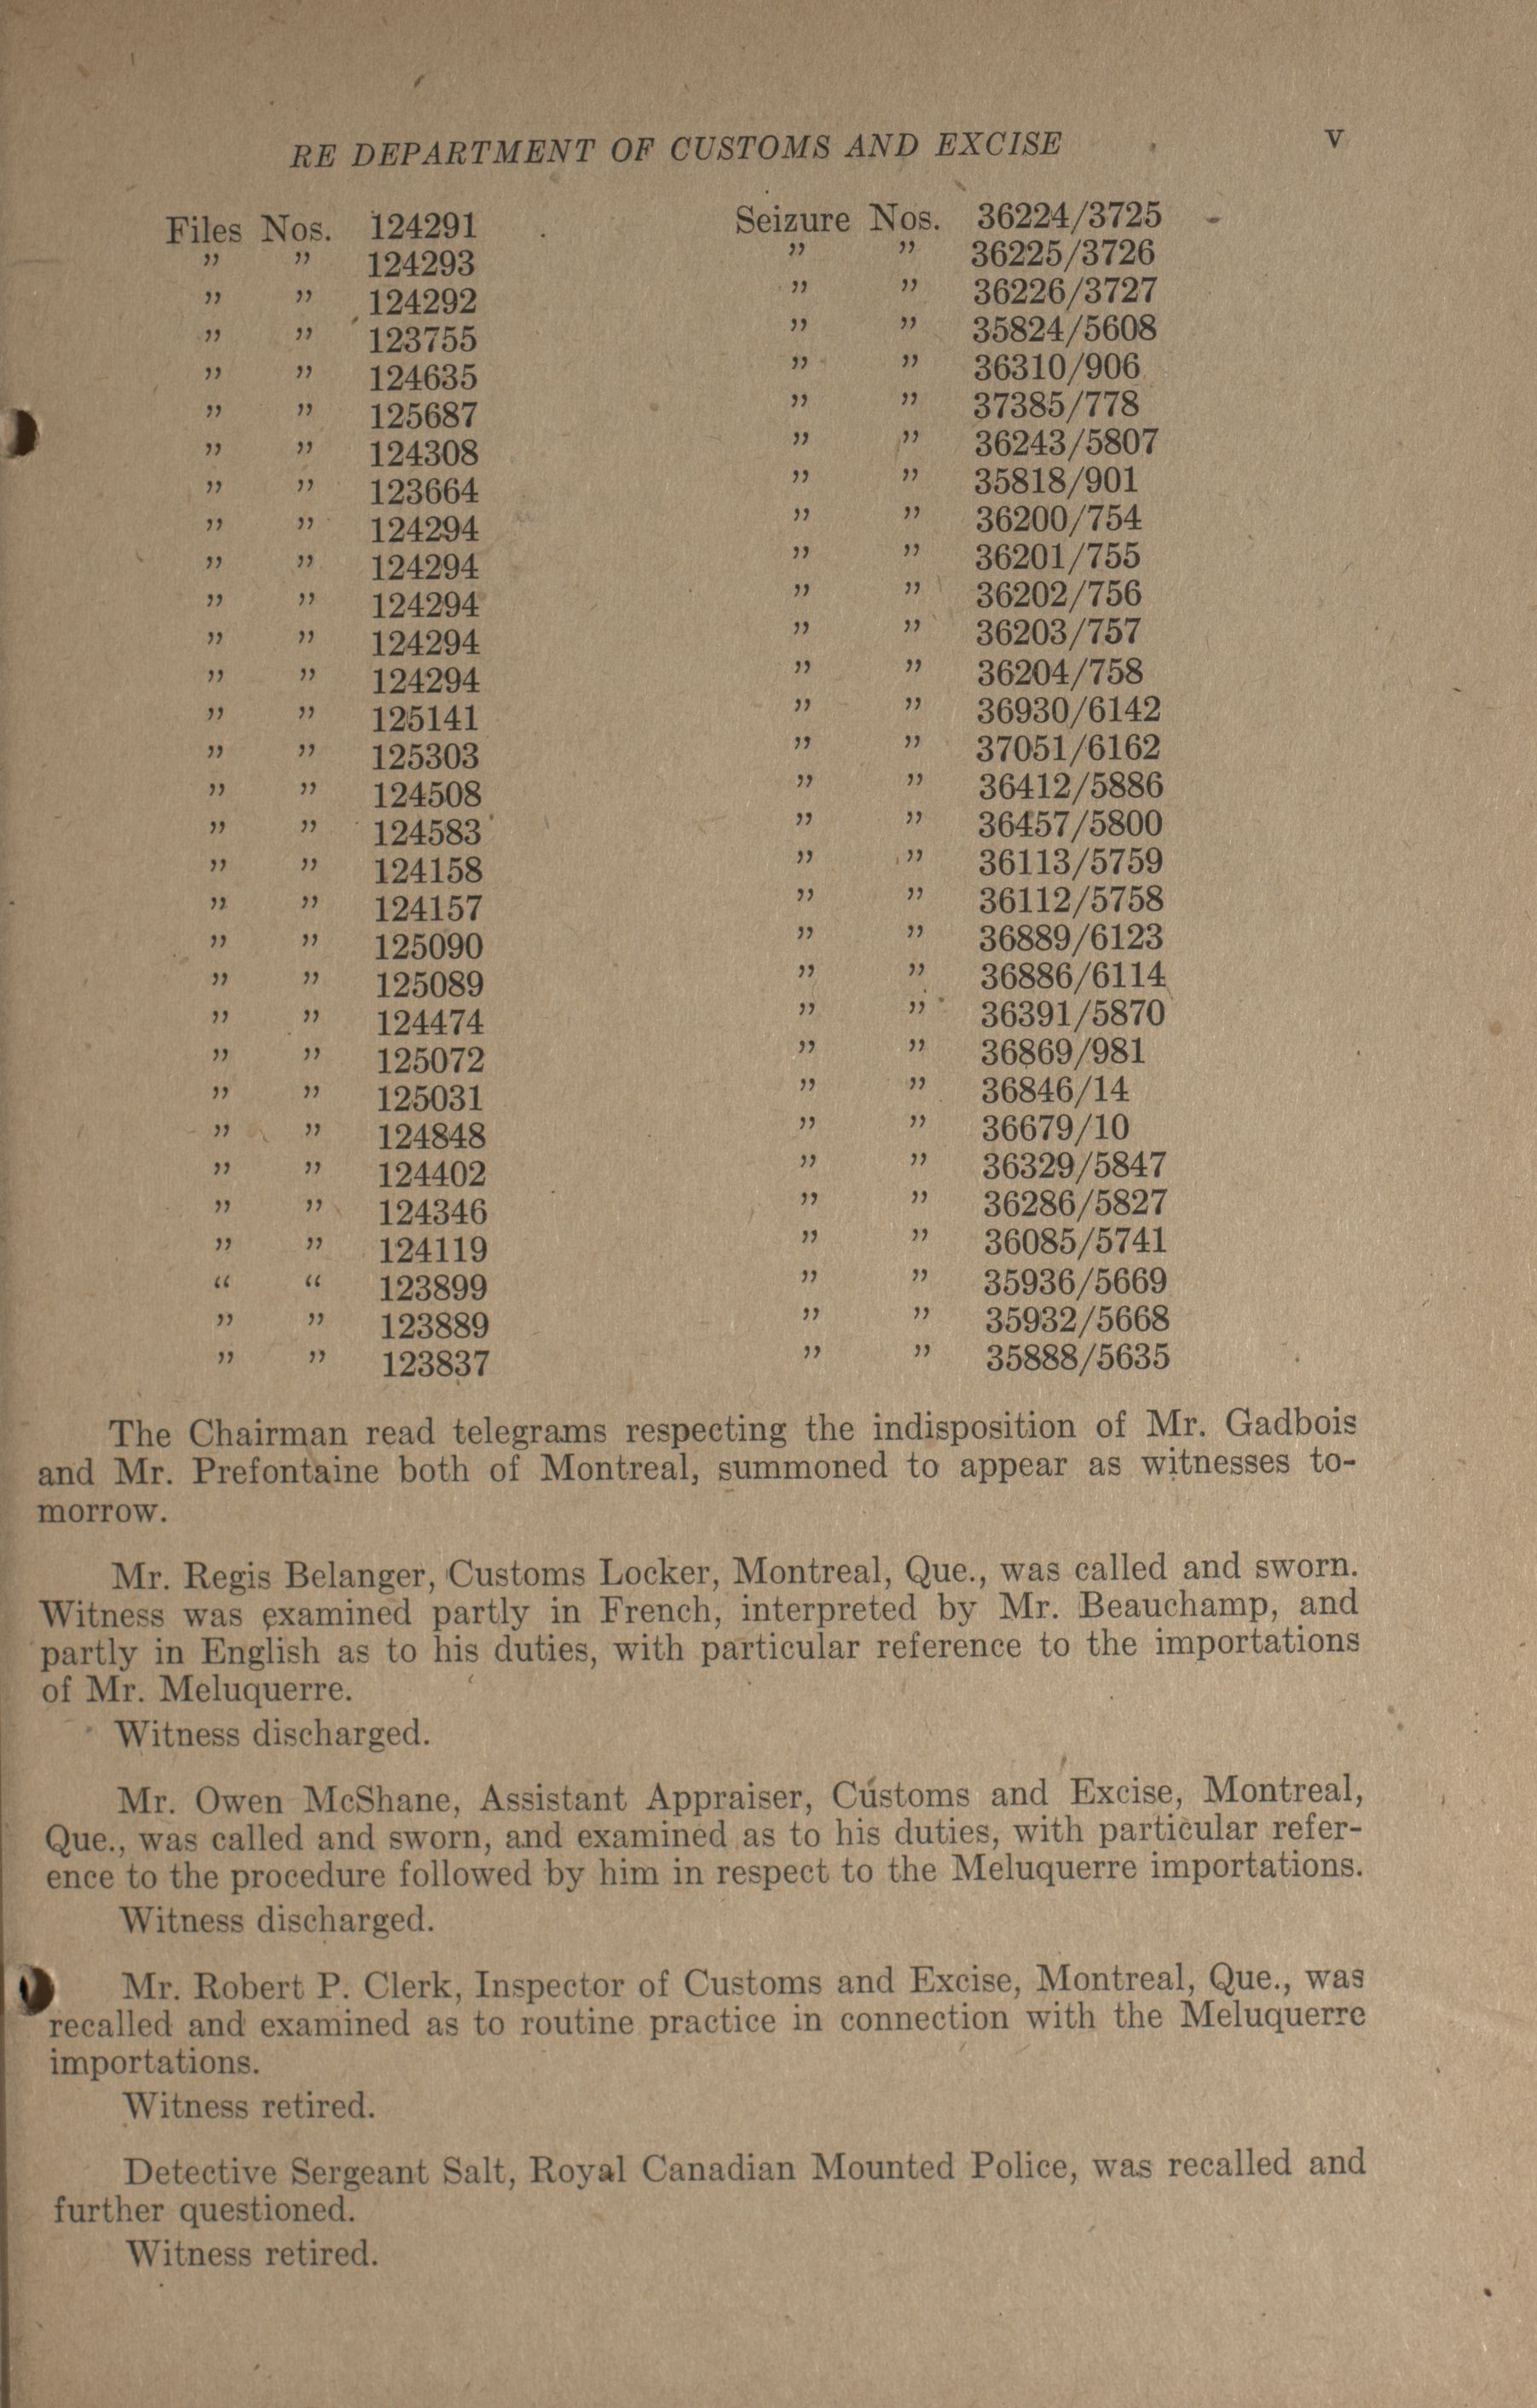 RE DEPARTMENT OF CUSTOMS AND EXCISE v
Files Nos. 124291 Seizure Nos. 36224/3725
” ” 124293 ” ” 36225/3726
” ” 124292 ” ” 36226/3727
” ” 123755 ” ” 35824/5608
” ” 124635 ” ” 36310/906
” ” 125687 ” ” 37385/778
” ” 124308 ” ” 36243/5807
” ” 123664 ” ” 35818/901
” ” 124294 ” ” 36200/754
” ” 124294 ” ” 36201/755
” ” 124294 ” ” 36202/756
” ” 124294 ” ” 36203/757
” ” 124294 ” ” 36204/758
” ” 125141 ” ” 36930/6142
” ” 125303 ” ” 37051/6162
” ” 124508 ” ” 36412/5886
” ” 124583 ” ” 36457/5800
” ” 124158 ” ” 36113/5759
” ” 124157 ” ” 36112/5758
” ” 125090 ” ” 36889/6123
” ” 125089 ” ” 36886/6114
” ” 124474 ” ” 36391/5870
” ” 125072 ” ” 36869/981
” ” 125031 ” ” 36846/14
” ” 124848 ” ” 36679/10
” ” 124402 ” ” 36329/5847
” ” 124346 ” ” 36286/5827
” ” 124119 ” ” 36085/5741
“ “ 123899 ” ” 35936/5669
” ” 123889 ” ” 35932/5668
” ” 123837 ” ” 35888/5635
The Chairman read telegrams respecting the indisposition of Mr. Gadbois
and Mr. Prefontaine both of Montreal, summoned to appear as witnesses to-
morrow.
Mr. Regis Belanger, Customs Locker, Montreal, Que., was called and sworn.
Witness was examined partly in French, interpreted by Mr. Beauchamp, and
partly in English as to his duties, with particular reference to the importations
of Mr. Meluquerre.
Witness discharged.
Mr. Owen McShane, Assistant Appraiser, Customs and Excise, Montreal,
Que., was called and sworn, and examined as to his duties, with particular refer-
ence to the procedure followed by him in respect to the Meluquerre importations.
Witness discharged.
Mr. Robert P. Clerk, Inspector of Customs and Excise, Montreal, Que., was
recalled and examined as to routine practice in connection with the Meluquerre
importations.
Witness retired.
Detective Sergeant Salt, Royal Canadian Mounted Police, was recalled and
further questioned.
Witness retired.